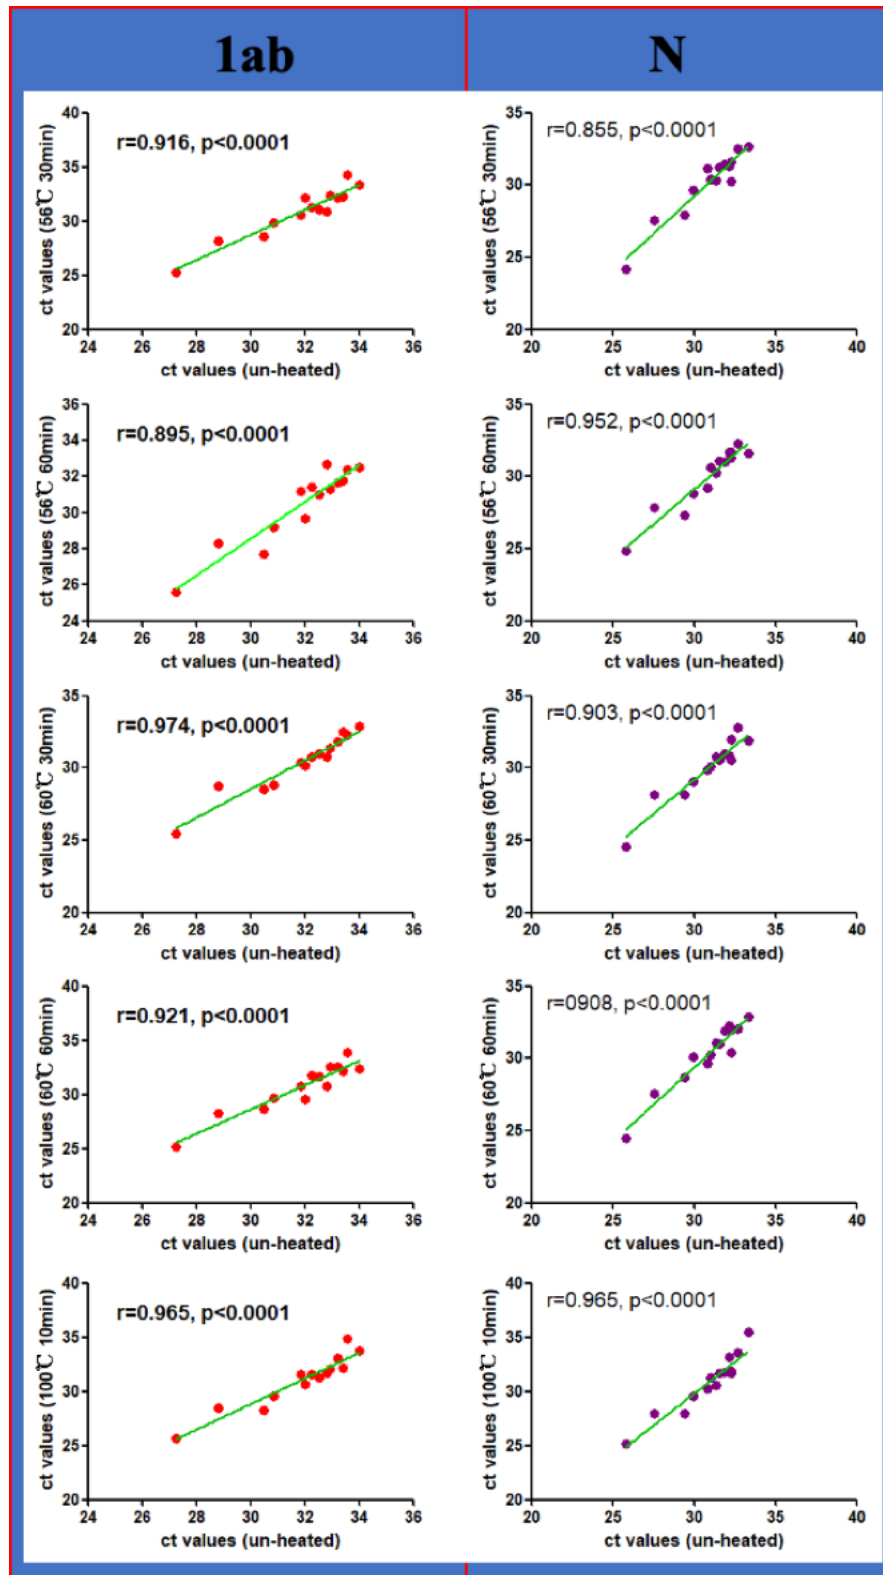 1ab
N
r=0.916, p<0.0001
ct values (56℃ 30min)
40
35
30
25
20
24 26 28 30 32 34 36
ct values (un-heated)
r=0.855, p<0.0001
ct values (56℃ 30min)
35
30
25
20
20 25 30 35 40
ct values (un-heated)
r=0.895, p<0.0001
ct values (56℃ 60min)
36
34
32
30
28
26
24
24 26 28 30 32 34 36
ct values (un-heated)
r=0.952, p<0.0001
ct values (56℃ 60min)
35
30
25
20
20 25 30 35 40
ct values (un-heated)
r=0.974, p<0.0001
ct values (60℃ 30min)
35
30
25
20
24 26 28 30 32 34 36
ct values (un-heated)
r=0.903, p<0.0001
ct values (60℃ 30min)
35
30
25
20
20 25 30 35 40
ct values (un-heated)
r=0.921, p<0.0001
ct values (60℃ 60min)
40
35
30
25
20
24 26 28 30 32 34 36
ct values (un-heated)
r=0908, p<0.0001
ct values (60℃ 60min)
35
30
25
20
20 25 30 35 40
ct values (un-heated)
r=0.965, p<0.0001
ct values (100℃ 10min)
40
35
30
25
20
24 26 28 30 32 34 36
ct values (un-heated)
r=0.965, p<0.0001
ct values (100℃ 10min)
40
35
30
25
20
20 25 30 35 40
ct values (un-heated)